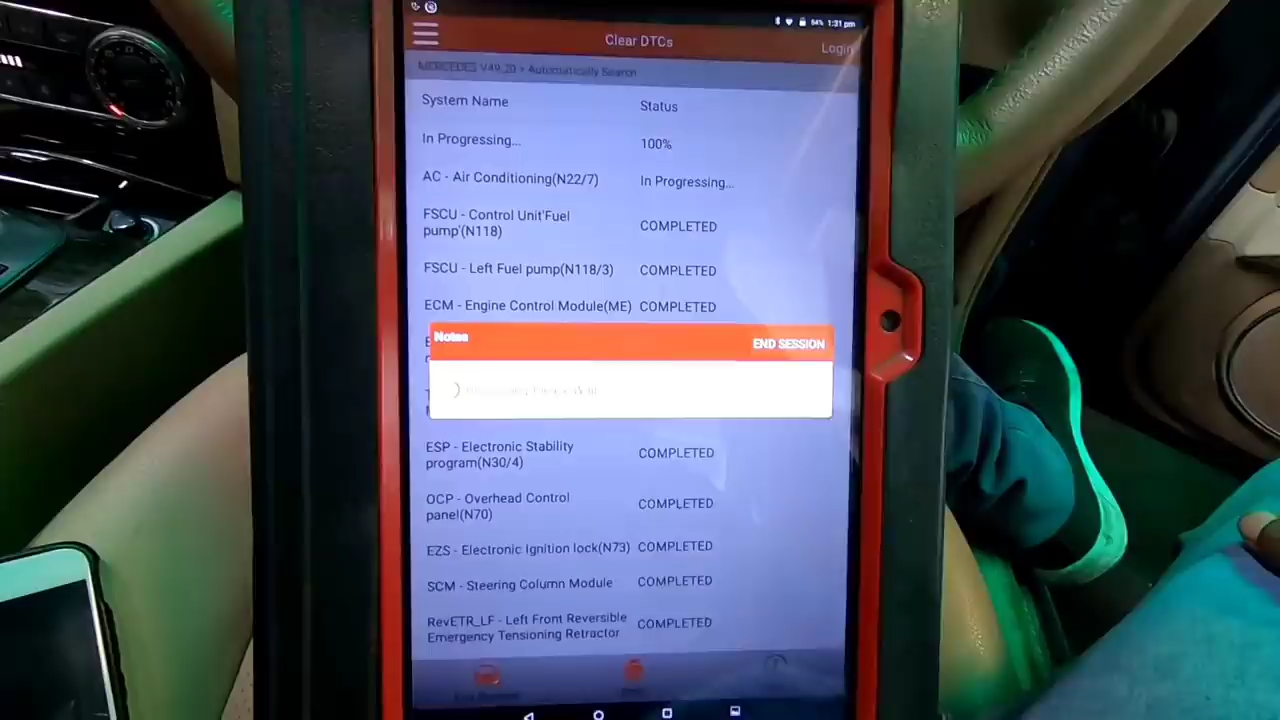 64% 1:31 pm
Clear DTCs
Login
MERCEDES V49.20 > Automatically Search
System Name Status
In Progressing... 100%
AC - Air Conditioning(N22/7) In Progressing...
FSCU - Control Unit'Fuel
pump'(N118) COMPLETED
FSCU - Left Fuel pump(N118/3) COMPLETED
ECM - Engine Control Module(ME) COMPLETED
Notes END SESSION
ESP - Electronic Stability
program(N30/4) COMPLETED
OCP - Overhead Control
panel(N70) COMPLETED
EZS - Electronic Ignition lock(N73) COMPLETED
SCM - Steering Column Module COMPLETED
RevETR_LF - Left Front Reversible
Emergency Tensioning Retractor COMPLETED